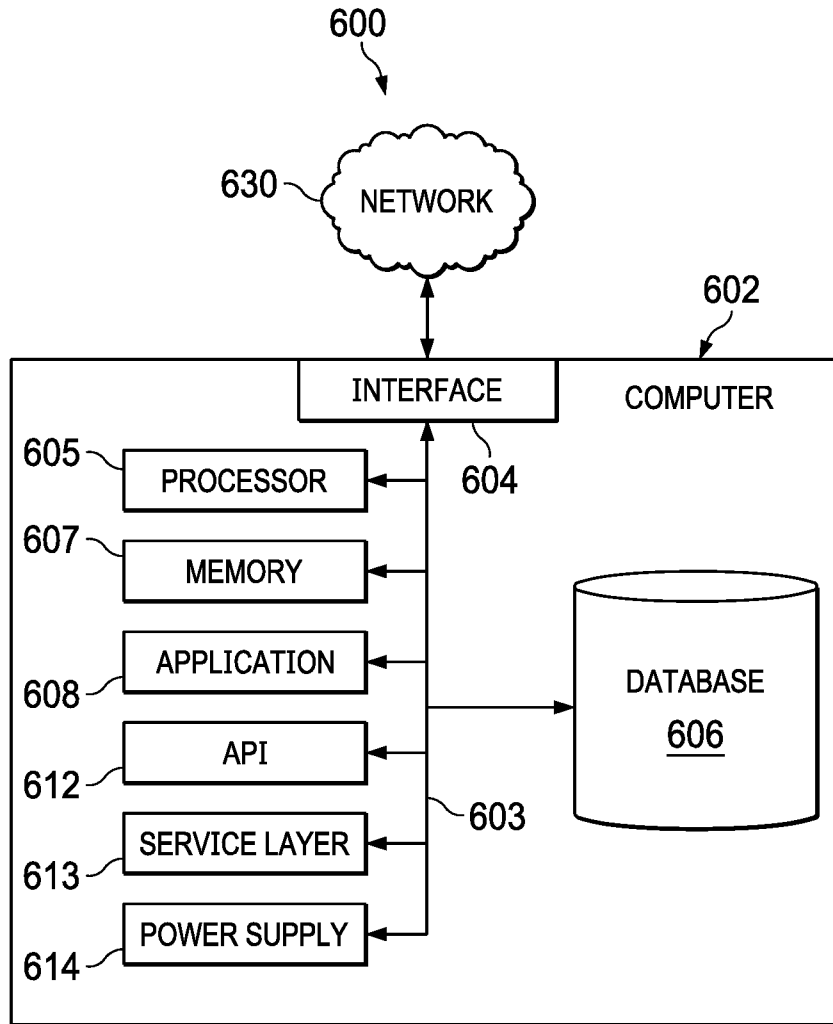 600
630
NETWORK
602
INTERFACE
COMPUTER
605
604
PROCESSOR
607
MEMORY
APPLICATION
608
DATABASE
606
API
612
603
SERVICE LAYER
613
POWER SUPPLY
614